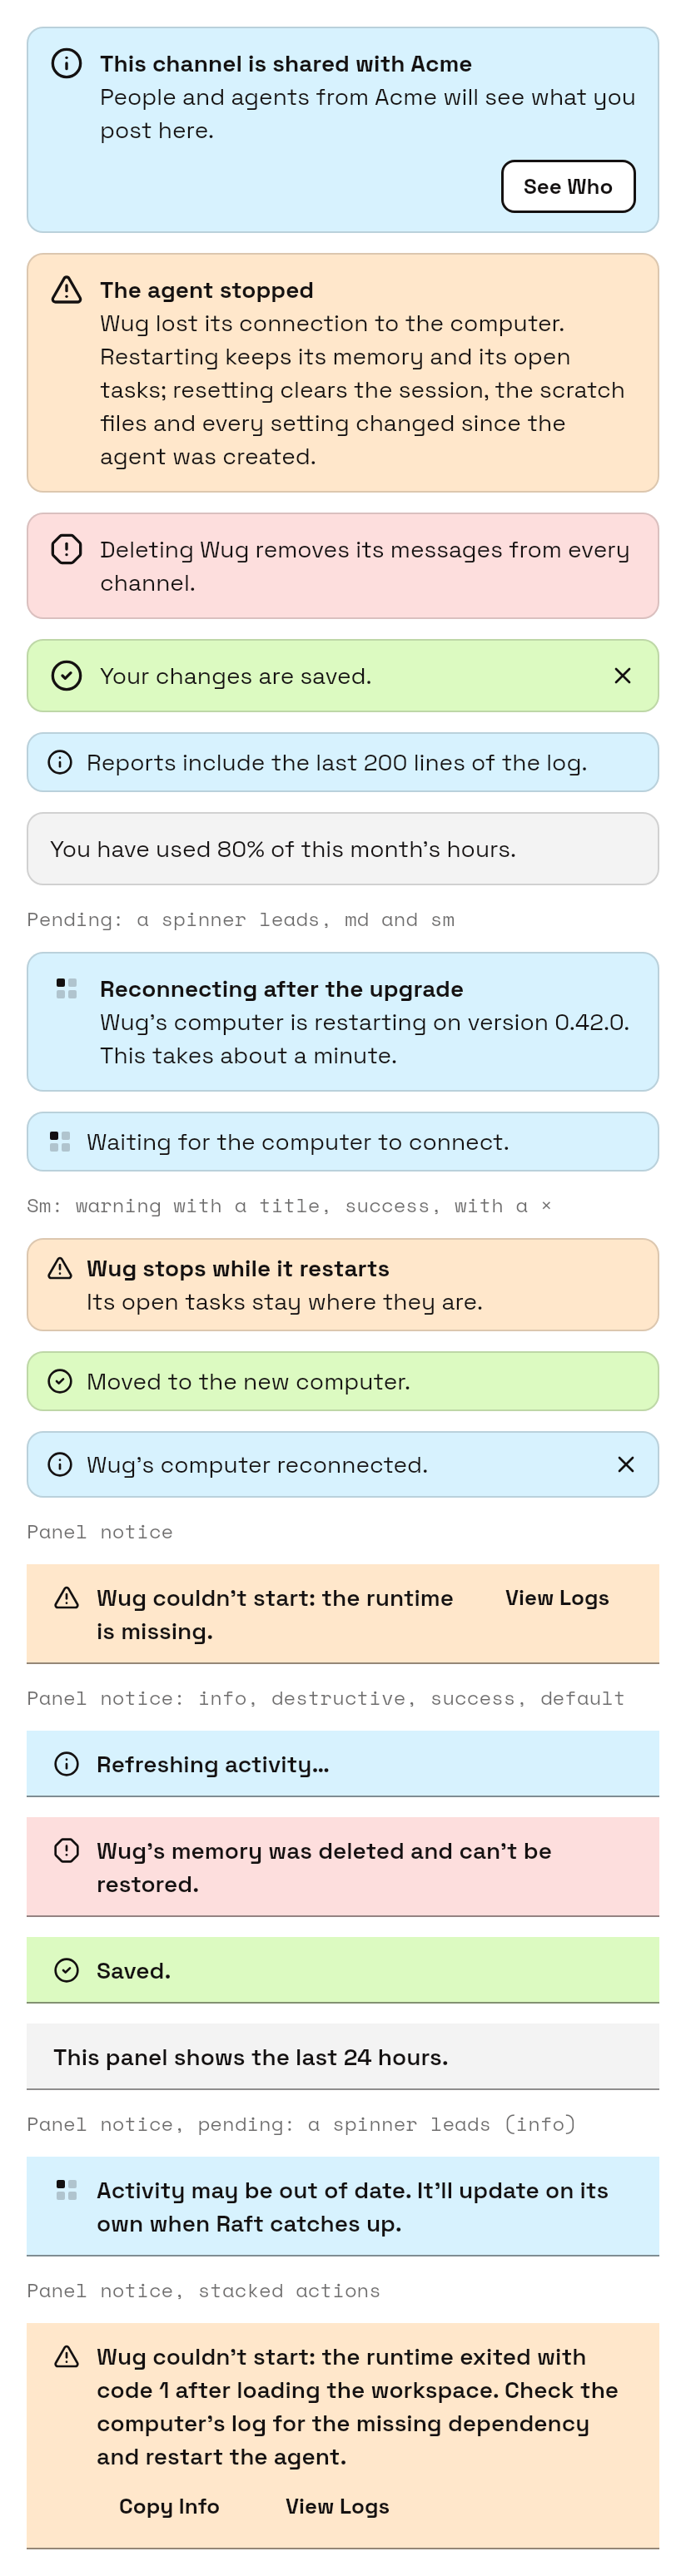 This channel is shared with Acme
People and agents from Acme will see what you
post here.
See Who
The agent stopped
Wug lost its connection to the computer.
Restarting keeps its memory and its open
tasks; resetting clears the session, the scratch
files and every setting changed since the
agent was created.
Deleting Wug removes its messages from every
channel.
Your changes are saved.
Reports include the last 200 lines of the log.
You have used 80% of this month’s hours.
Pending: a spinner leads, md and sm
Reconnecting after the upgrade
Wug’s computer is restarting on version 0.42.0.
This takes about a minute.
Waiting for the computer to connect.
Sm: warning with a title, success, with a ×
Wug stops while it restarts
Its open tasks stay where they are.
Moved to the new computer.
Wug’s computer reconnected.
Panel notice
Wug couldn’t start: the runtime
is missing.
View Logs
Panel notice: info, destructive, success, default
Refreshing activity…
Wug’s memory was deleted and can’t be
restored.
Saved.
This panel shows the last 24 hours.
Panel notice, pending: a spinner leads (info)
Activity may be out of date. It’ll update on its
own when Raft catches up.
Panel notice, stacked actions
Wug couldn’t start: the runtime exited with
code 1 after loading the workspace. Check the
computer’s log for the missing dependency
and restart the agent.
Copy Info View Logs